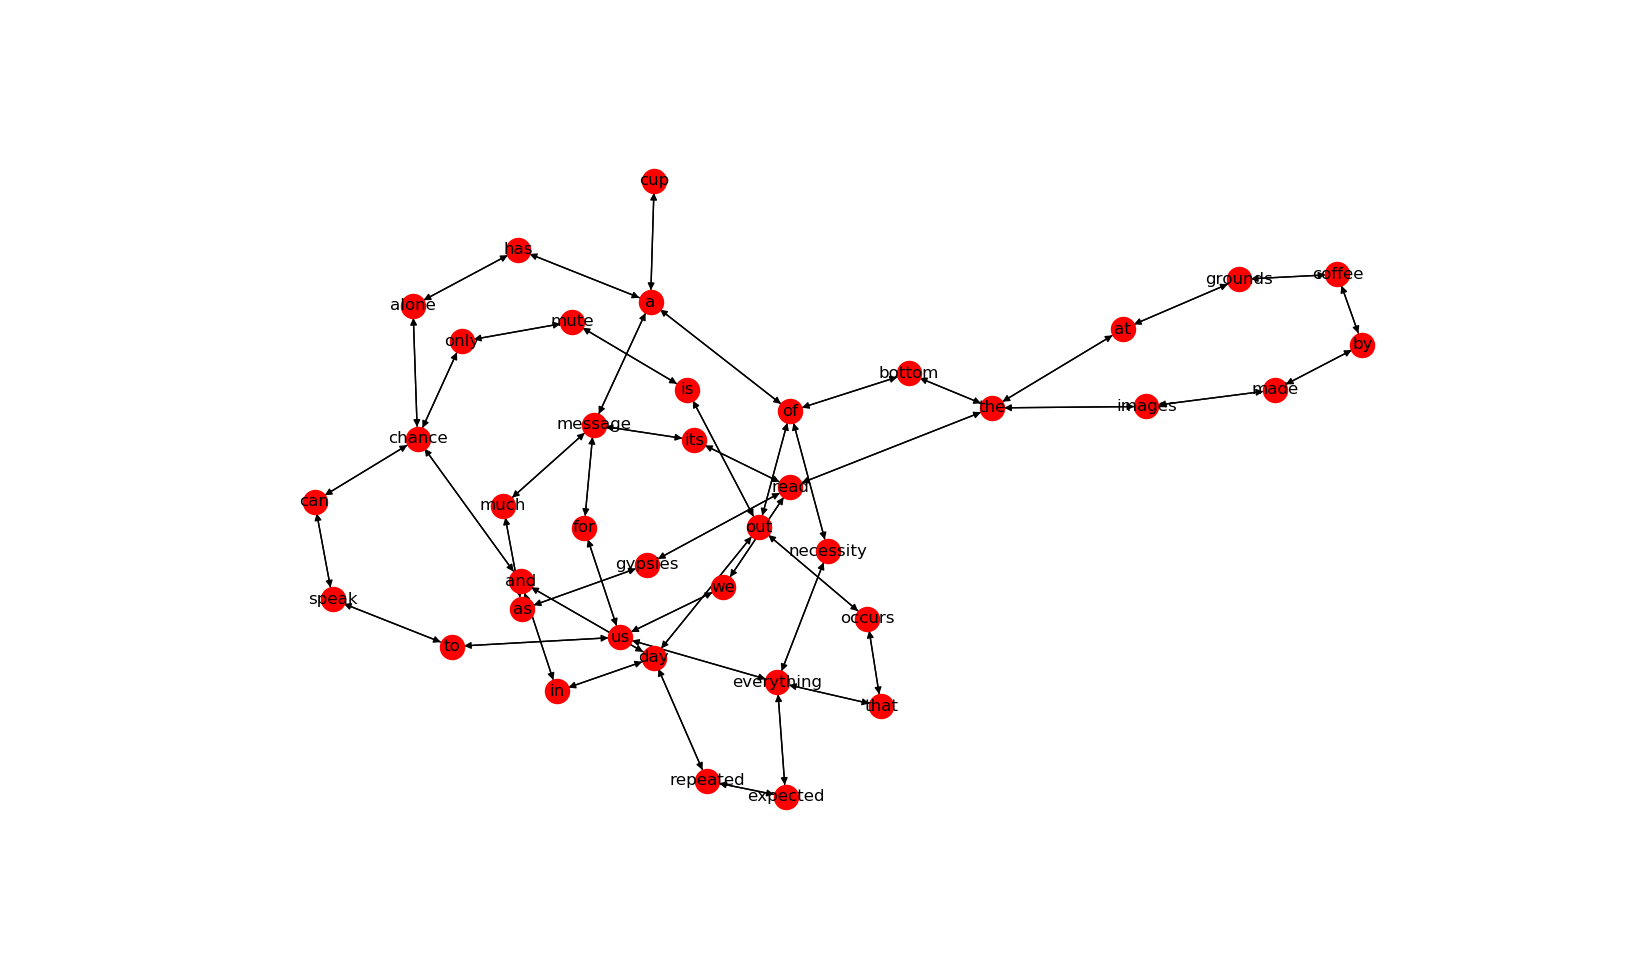 cup
has
alone
a
mute
only
grounds
coffee
at
by
bottom
is
made
the
images
of
message
its
chance
read
can
much
for
out
necessity
gypsies
and
we
speak
as
occurs
us
to
day
everything
in
that
repeated
expected